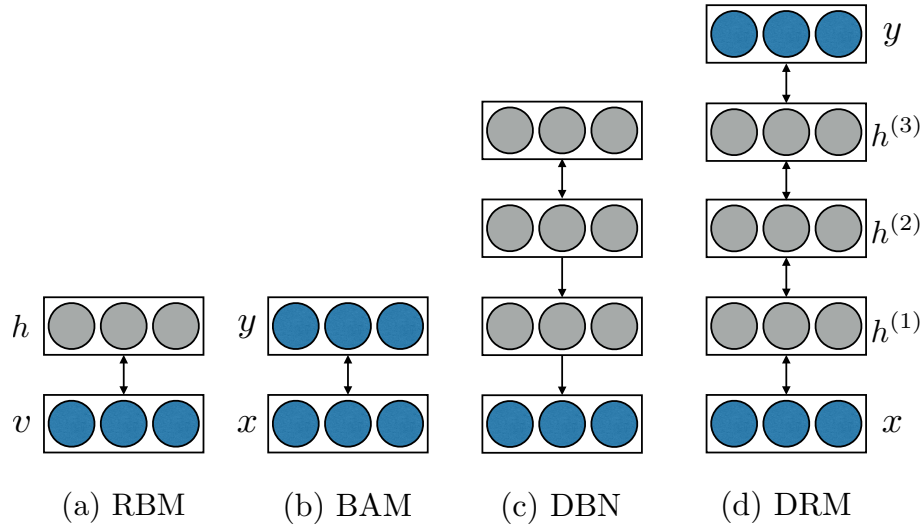 y
h^{(3)}
h^{(2)}
h y h^{(1)}
v x x
(a) RBM (b) BAM (c) DBN (d) DRM